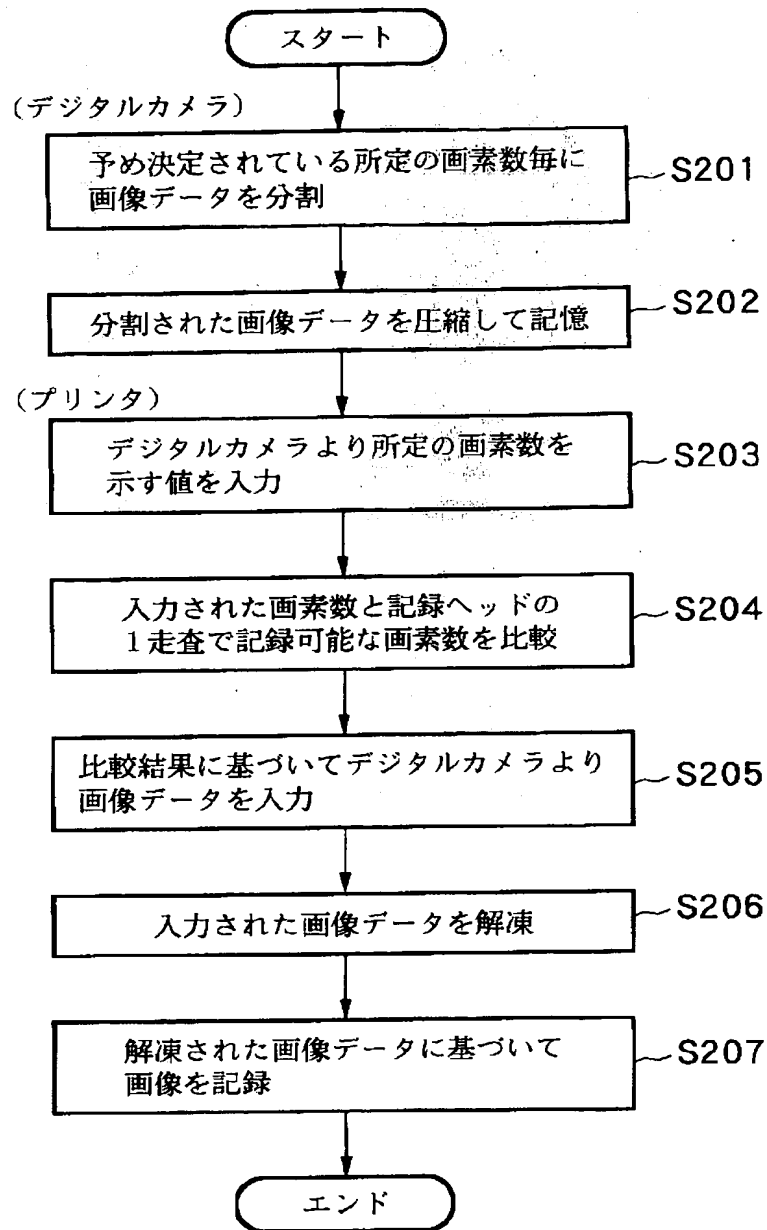 スタート
(デジタルカメラ)
予め決定されている所定の画素数毎に
画像データを分割
S201
分割された画像データを圧縮して記憶
S202
(プリンタ)
デジタルカメラより所定の画素数を
示す値を入力
S203
入力された画素数と記録ヘッドの
1走査で記録可能な画素数を比較
S204
比較結果に基づいてデジタルカメラより
画像データを入力
S205
入力された画像データを解凍
S206
解凍された画像データに基づいて
画像を記録
S207
エンド